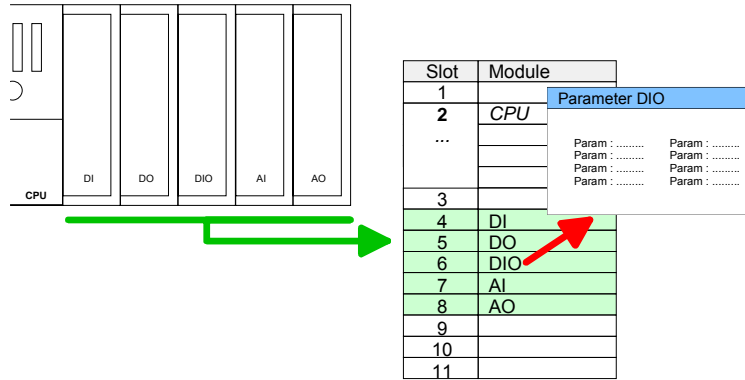 CPU
DI
DO
DIO
AI
AO
Slot Module
1
2 CPU
...
3
4 DI
5 DO
6 DIO
7 AI
8 AO
9
10
11
Parameter DIO
Param : ......... Param : .........
Param : ......... Param : .........
Param : ......... Param : .........
Param : ......... Param : .........